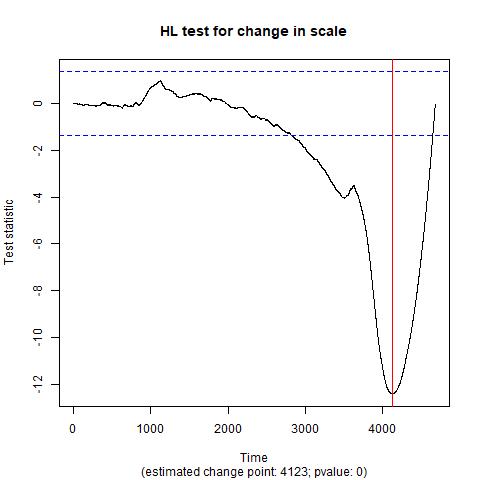 HL test for change in scale
Test statistic
0
-2
-4
-6
-8
-10
-12
0 1000 2000 3000 4000
Time
(estimated change point: 4123; pvalue: 0)